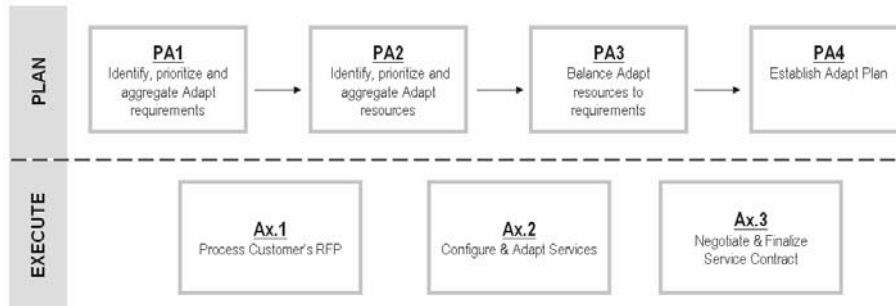 PLAN
PA1
Identify, prioritize and
aggregate Adapt
requirements
PA2
Identify, prioritize and
aggregate Adapt
resources
PA3
Balance Adapt
resources to
requirements
PA4
Establish Adapt Plan
EXECUTE
Ax.1
Process Customer's RFP
Ax.2
Configure & Adapt Services
Ax.3
Negotiate & Finalize
Service Contract